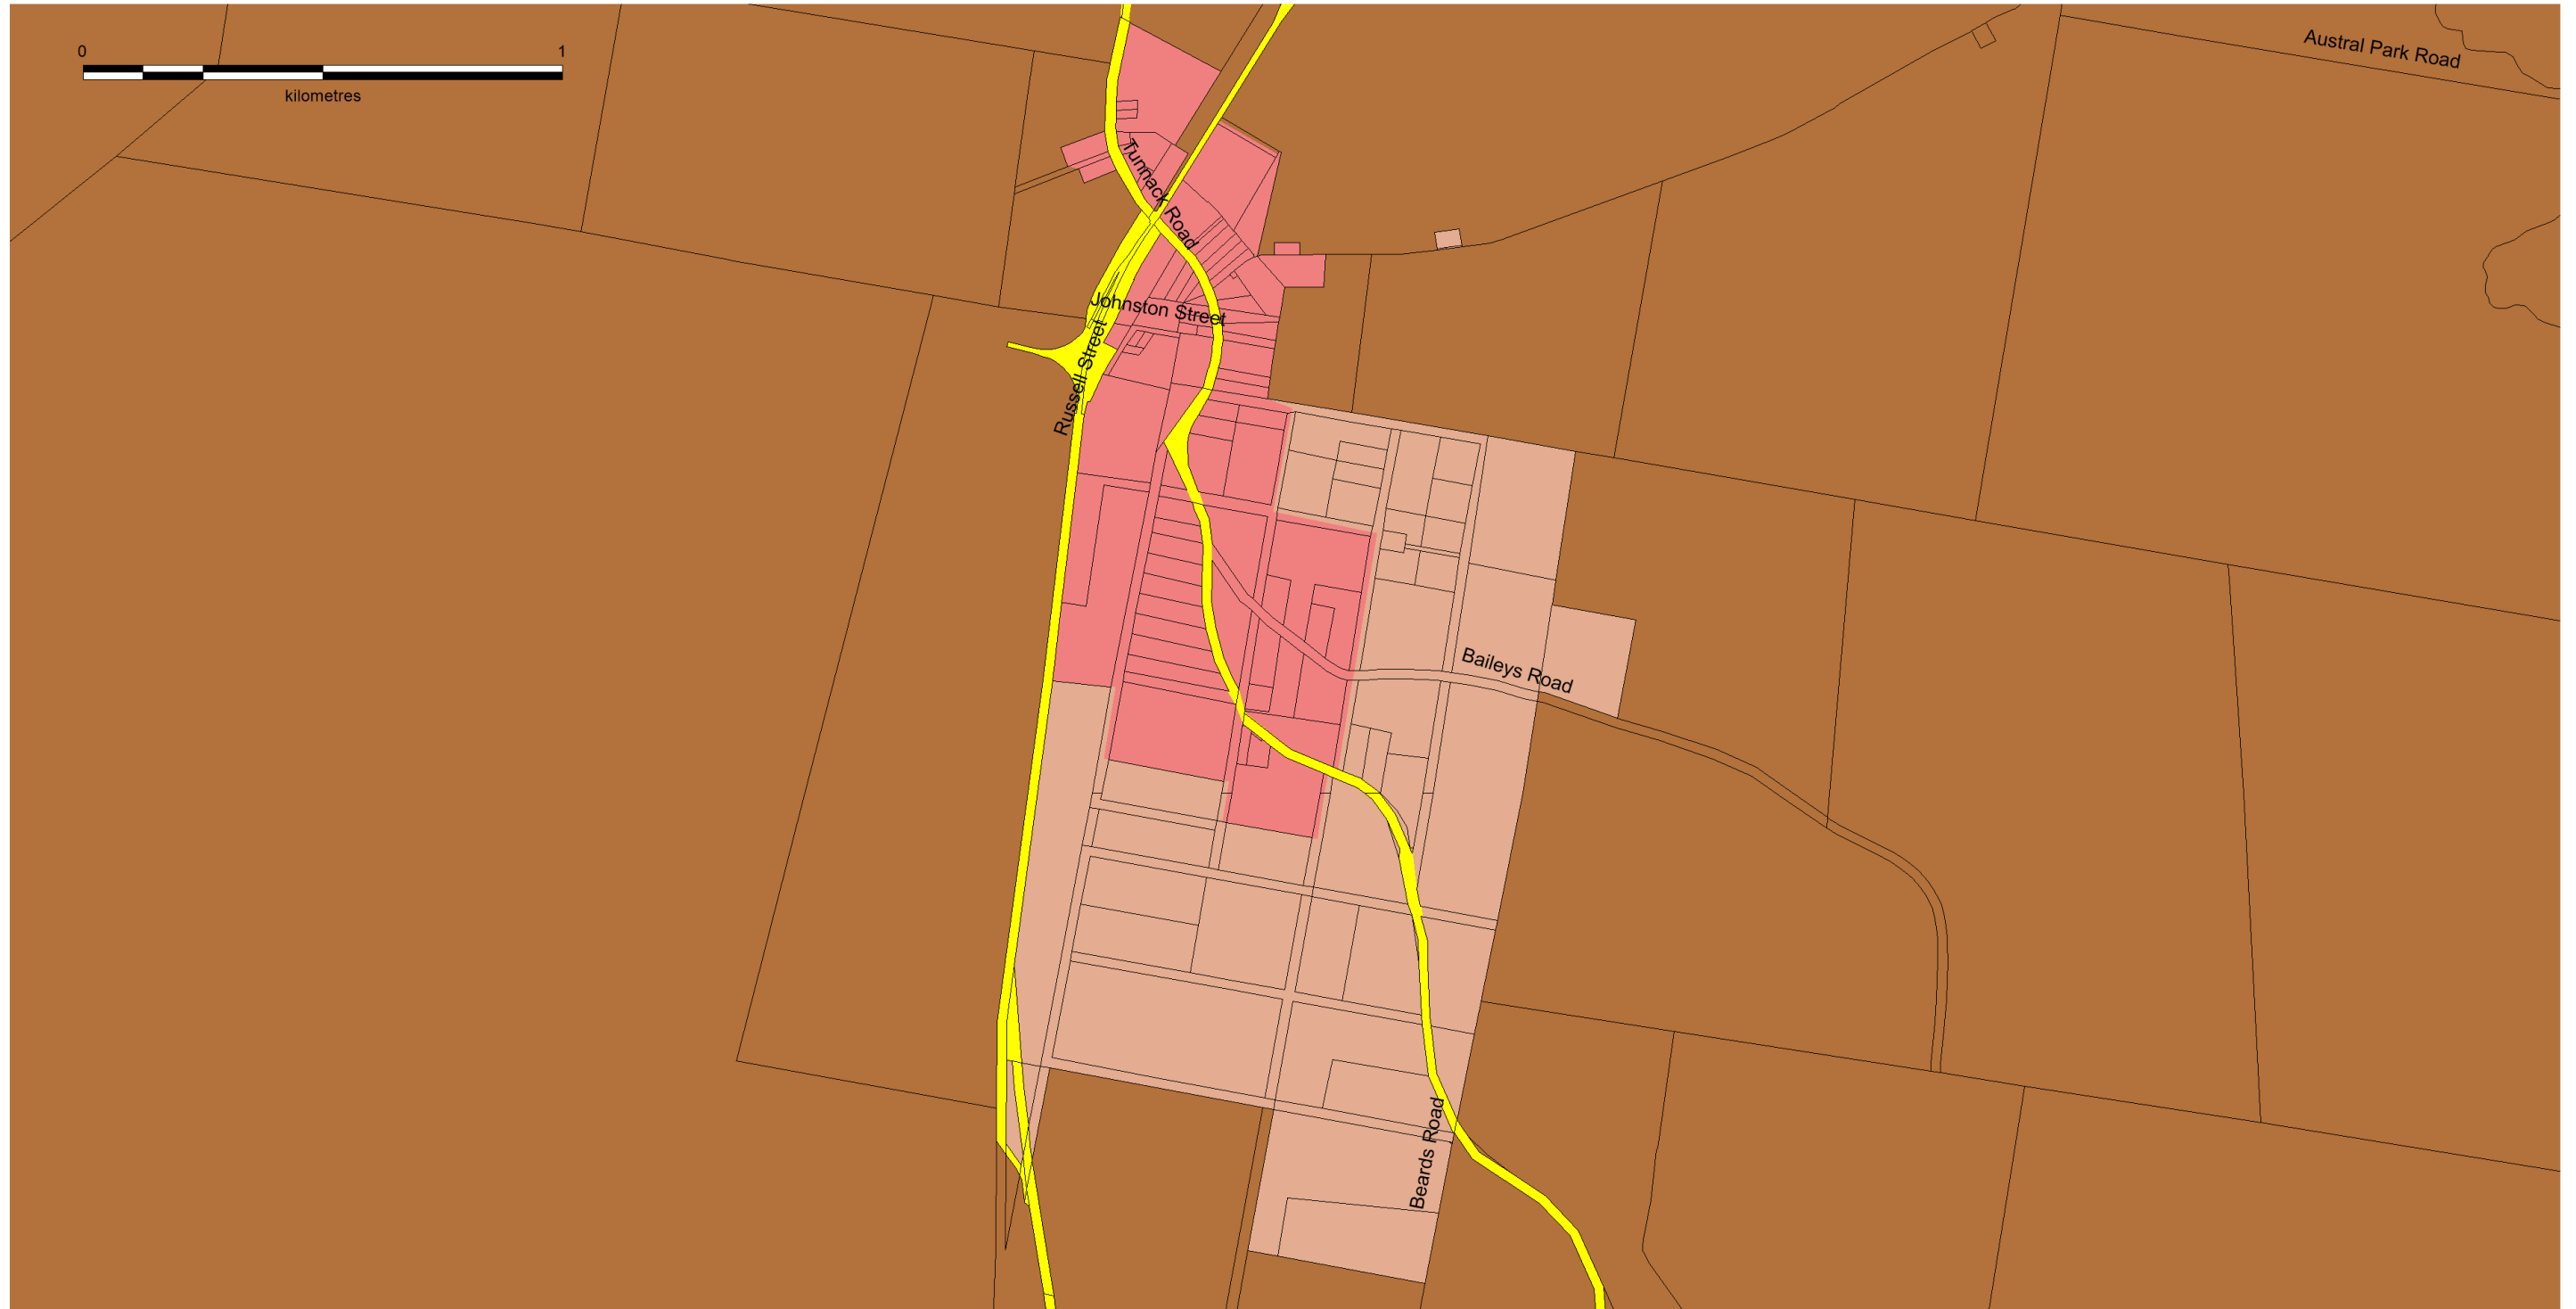 Austral Park Road
0 1
kilometres
Tunnack Road
Johnston Street
Russell Street
Baileys Road
Beards Road